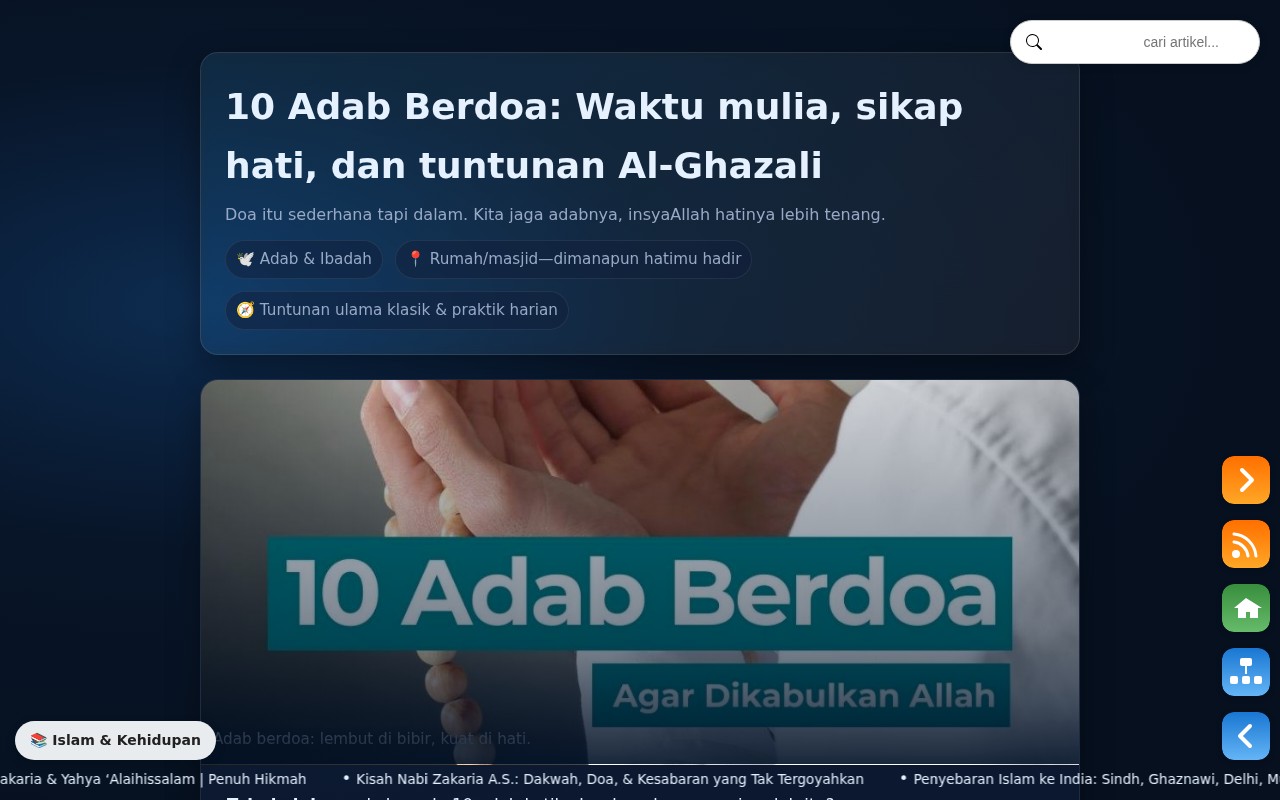 cari artikel...
10 Adab Berdoa: Waktu mulia, sikap
hati, dan tuntunan Al-Ghazali
Doa itu sederhana tapi dalam. Kita jaga adabnya, insyaAllah hatinya lebih tenang.
🕊️ Adab & Ibadah
📍 Rumah/masjid—dimanapun hatimu hadir
🧭 Tuntunan ulama klasik & praktik harian
10 Adab Berdoa
Agar Dikabulkan Allah
Adab berdoa: lembut di bibir, kuat di hati.
📚 Islam & Kehidupan
akaria & Yahya ‘Alaihissalam | Penuh Hikmah • Kisah Nabi Zakaria A.S.: Dakwah, Doa, & Kesabaran yang Tak Tergoyahkan • Penyebaran Islam ke India: Sindh, Ghaznawi, Delhi,